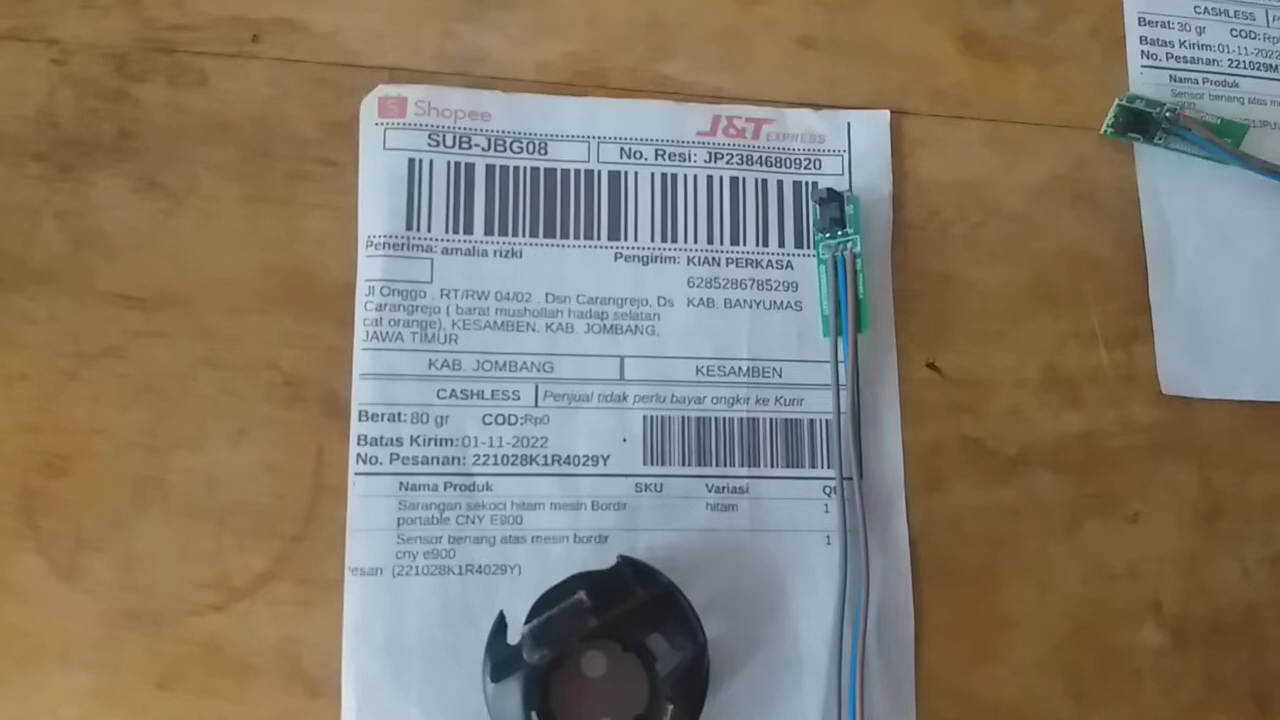 Shopee
J&T EXPRESS
SUB-JBG08
No. Resi: JP2384680920
Penerima: amalia rizki
Pengirim: KIAN PERKASA
6285286785299
KAB. BANYUMAS
Jl Onggo , RT/RW 04/02 , Dsn Carangrejo, Ds
Carangrejo ( barat mushollah hadap selatan
cat orange), KESAMBEN, KAB. JOMBANG,
JAWA TIMUR
KAB. JOMBANG
KESAMBEN
CASHLESS
Penjual tidak perlu bayar ongkir ke Kurir
Berat: 80 gr
COD:Rp0
Batas Kirim: 01-11-2022
No. Pesanan: 221028K1R4029Y
Nama Produk SKU Variasi Qt
Sarangan sekoci hitam mesin Bordir hitam 1
portable CNY E900
Sensor benang atas mesin bordir 1
cny e900
esan (221028K1R4029Y)
CASHLESS
Berat: 30 gr
COD:Rp
Batas Kirim: 01-11-2022
No. Pesanan: 221029M
Nama Produk
Sensor benang atas m